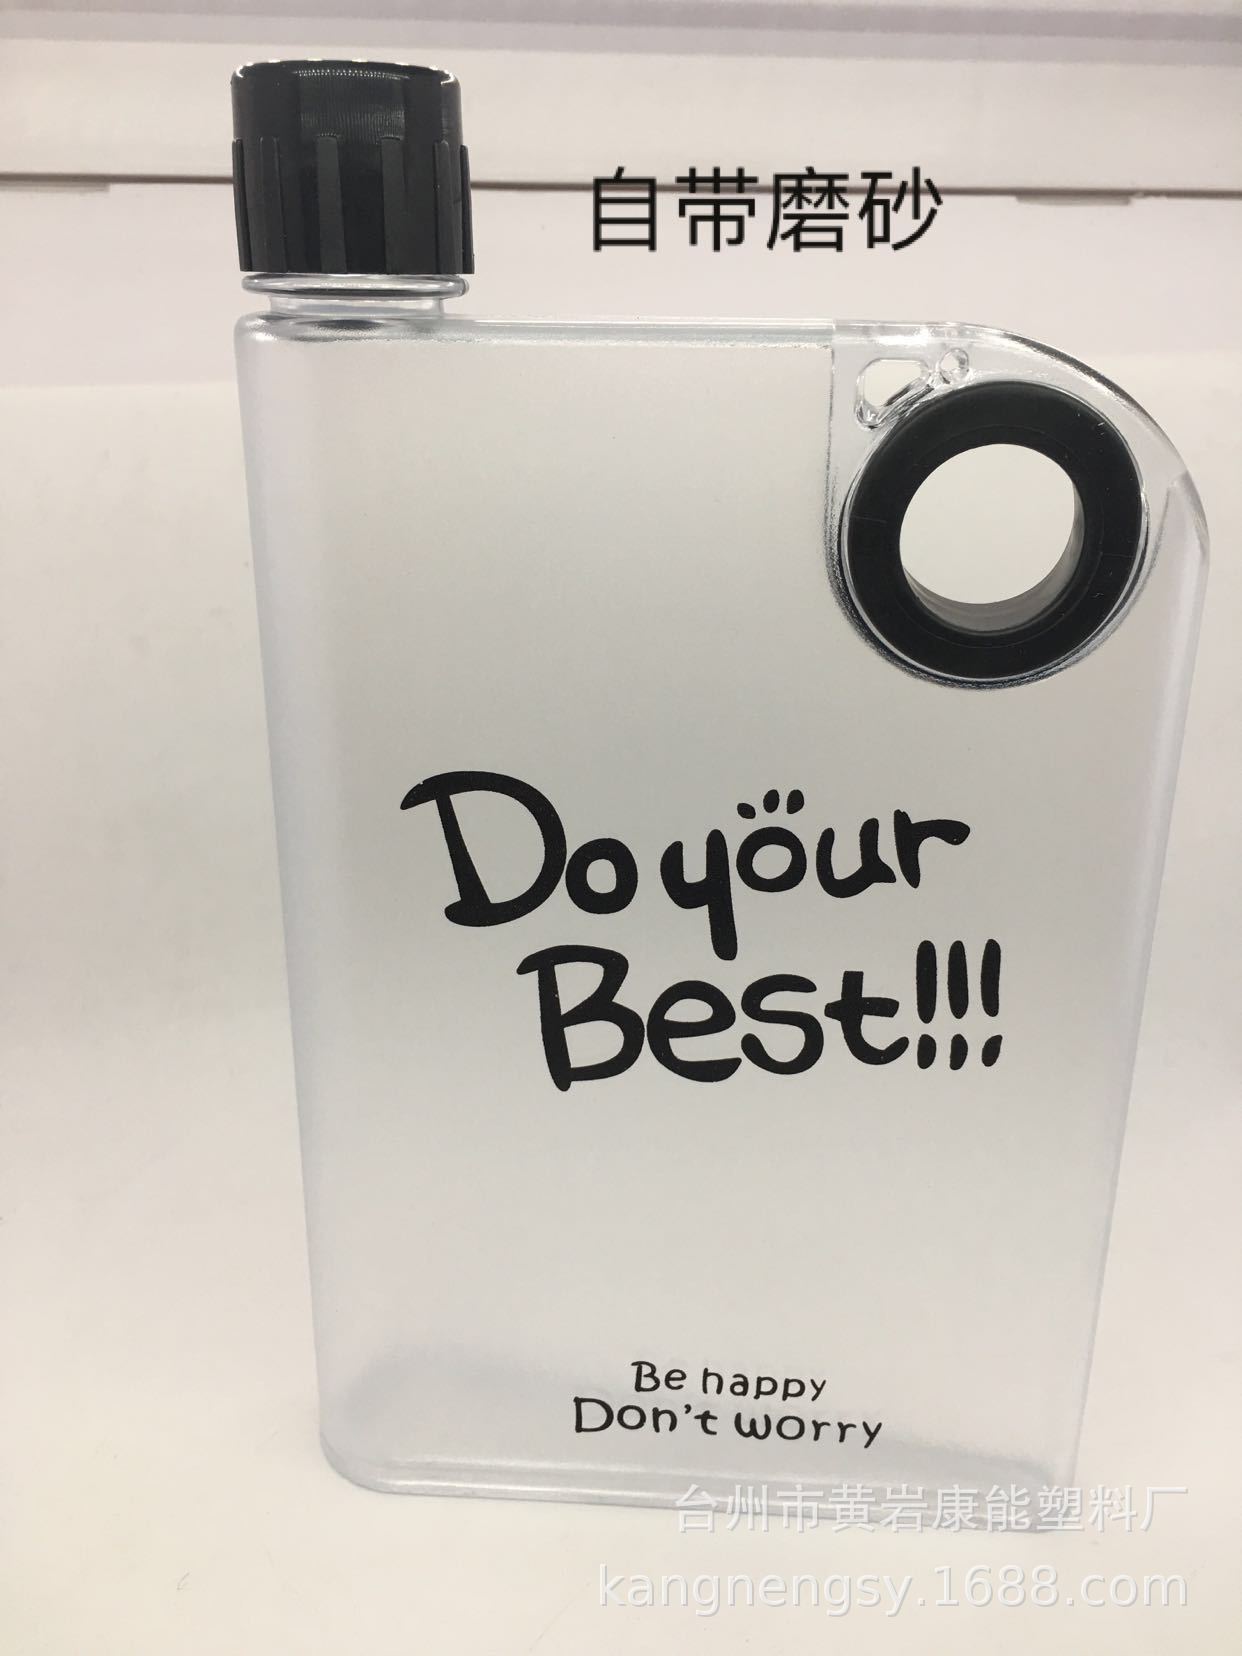 自带磨砂
Do your
Best!!!
Be happy
Don't worry
台州市黄岩康能塑料厂
kangnengsy.1688.com